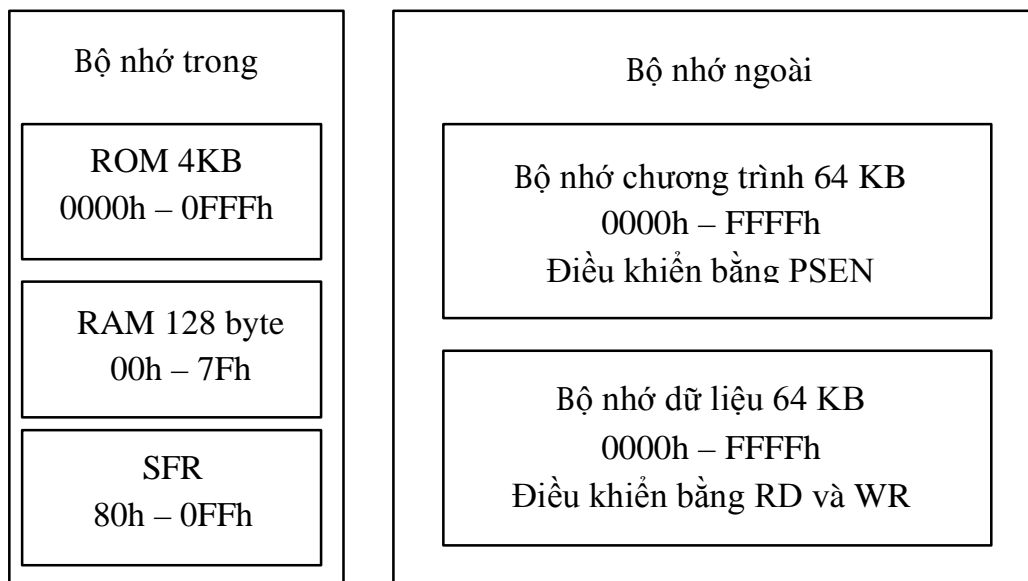 Bộ nhớ trong
ROM 4KB
0000h – 0FFFh
RAM 128 byte
00h – 7Fh
SFR
80h – 0FFh
Bộ nhớ ngoài
Bộ nhớ chương trình 64 KB
0000h – FFFFh
Điều khiển bằng PSEN
Bộ nhớ dữ liệu 64 KB
0000h – FFFFh
Điều khiển bằng RD và WR